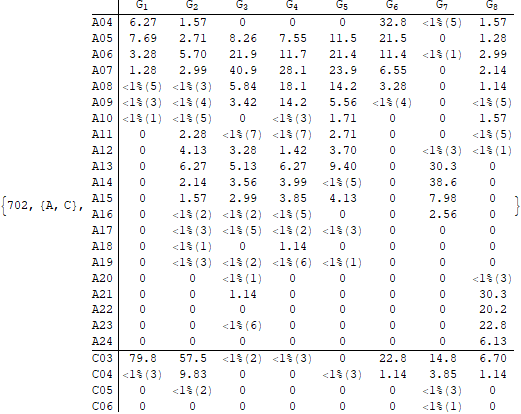 G1 G2 G3 G4 G5 G6 G7 G8
A04 6.27 1.57 0 0 0 32.8 <1%(5) 1.57
A05 7.69 2.71 8.26 7.55 11.5 21.5 0 1.28
A06 3.28 5.70 21.9 11.7 21.4 11.4 <1%(1) 2.99
A07 1.28 2.99 40.9 28.1 23.9 6.55 0 2.14
A08 <1%(5) <1%(3) 5.84 18.1 14.2 3.28 0 1.14
A09 <1%(3) <1%(4) 3.42 14.2 5.56 <1%(4) 0 <1%(5)
A10 <1%(1) <1%(5) 0 <1%(3) 1.71 0 0 1.57
A11 0 2.28 <1%(7) <1%(7) 2.71 0 0 <1%(5)
A12 0 4.13 3.28 1.42 3.70 0 <1%(3) <1%(1)
A13 0 6.27 5.13 6.27 9.40 0 30.3 0
A14 0 2.14 3.56 3.99 <1%(5) 0 38.6 0
A15 0 1.57 2.99 3.85 4.13 0 7.98 0
{702, {A, C}, A16 0 <1%(2) <1%(2) <1%(5) 0 0 2.56 0 }
A17 0 <1%(3) <1%(5) <1%(2) <1%(3) 0 0 0
A18 0 <1%(1) 0 1.14 0 0 0 0
A19 0 <1%(3) <1%(2) <1%(6) <1%(1) 0 0 0
A20 0 0 <1%(1) 0 0 0 0 <1%(3)
A21 0 0 1.14 0 0 0 0 30.3
A22 0 0 0 0 0 0 0 20.2
A23 0 0 <1%(6) 0 0 0 0 22.8
A24 0 0 0 0 0 0 0 6.13
C03 79.8 57.5 <1%(2) <1%(3) 0 22.8 14.8 6.70
C04 <1%(3) 9.83 0 0 <1%(3) 1.14 3.85 1.14
C05 0 <1%(2) 0 0 0 0 <1%(3) 0
C06 0 0 0 0 0 0 <1%(1) 0